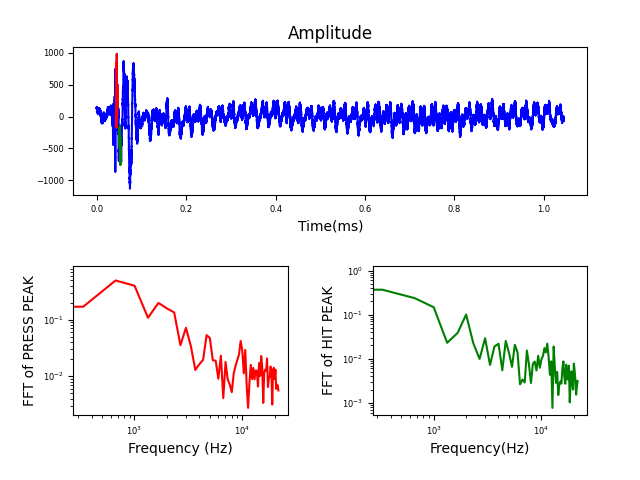 Amplitude
1000
500
0
−500
−1000
0.0 0.2 0.4 0.6 0.8 1.0
Time(ms)
FFT of PRESS PEAK
10⁻¹
10⁻²
10³ 10⁴
Frequency (Hz)
FFT of HIT PEAK
10⁰
10⁻¹
10⁻²
10⁻³
10³ 10⁴
Frequency(Hz)